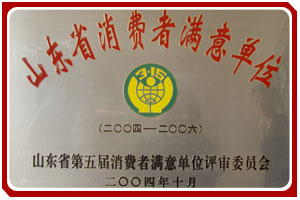 山东省消费者满意单位
3·15
(二〇〇四—二〇〇六)
山东省第五届消费者满意单位评审委员会
二〇〇四年十月